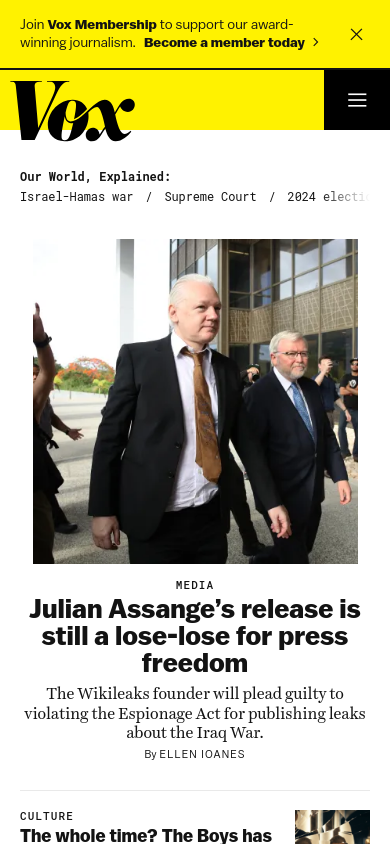 Join Vox Membership to support our award-
winning journalism. Become a member today
Vox
Our World, Explained:
Israel-Hamas war / Supreme Court / 2024 electi
MEDIA
Julian Assange’s release is
still a lose-lose for press
freedom
The Wikileaks founder will plead guilty to
violating the Espionage Act for publishing leaks
about the Iraq War.
By ELLEN IOANES
CULTURE
The whole time? The Boys has